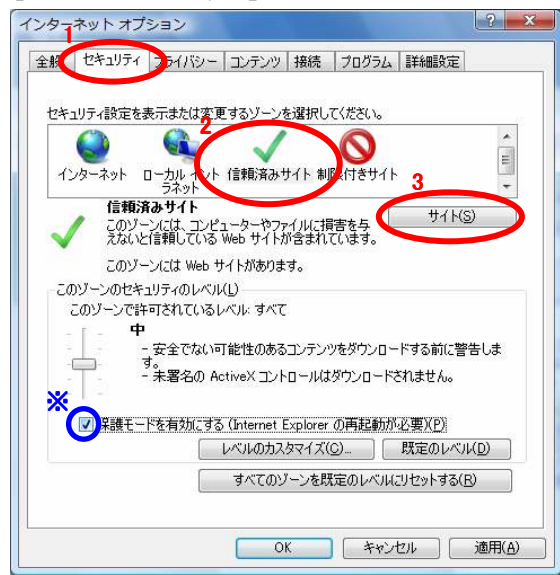 インターネット オプション
1
全般 セキュリティ プライバシー コンテンツ 接続 プログラム 詳細設定
セキュリティ設定を表示または変更するゾーンを選択してください。
2
インターネット ローカル イントラネット 信頼済みサイト 制限付きサイト
3
信頼済みサイト
サイト(S)
このゾーンには、コンピューターやファイルに損害を与
えないと信頼している Web サイトが含まれています。
このゾーンには Web サイトがあります。
このゾーンのセキュリティのレベル(L)
このゾーンで許可されているレベル: すべて
中
- 安全でない可能性のあるコンテンツをダウンロードする前に警告しま
す。
- 未署名の ActiveX コントロールはダウンロードされません。
※
保護モードを有効にする (Internet Explorer の再起動が必要)(P)
レベルのカスタマイズ(C)... 既定のレベル(D)
すべてのゾーンを既定のレベルにリセットする(R)
OK キャンセル 適用(A)